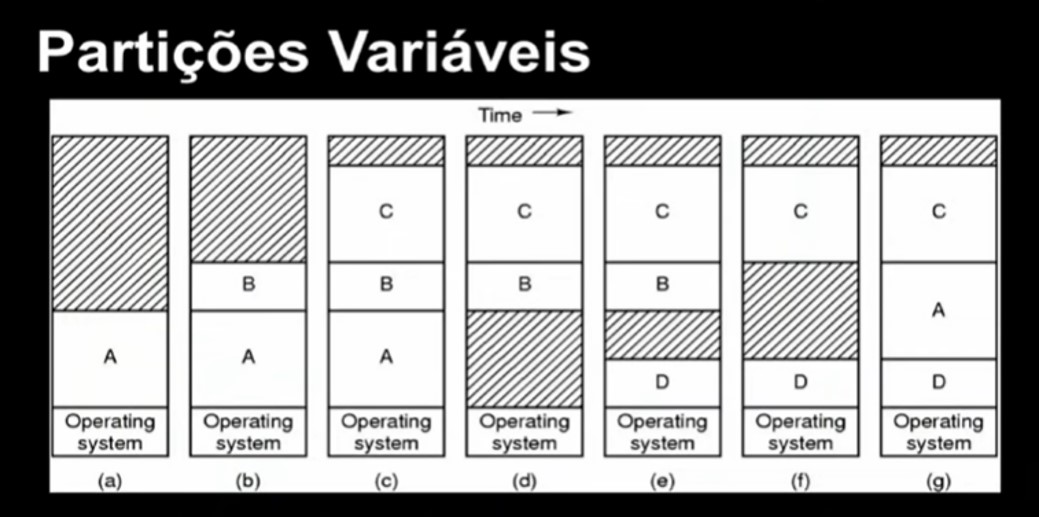 Partições Variáveis
Time
C
C
C
C
C
B
B
B
B
A
A
A
A
D
D
D
Operating
system
Operating
system
Operating
system
Operating
system
Operating
system
Operating
system
Operating
system
(a)
(b)
(c)
(d)
(e)
(f)
(g)